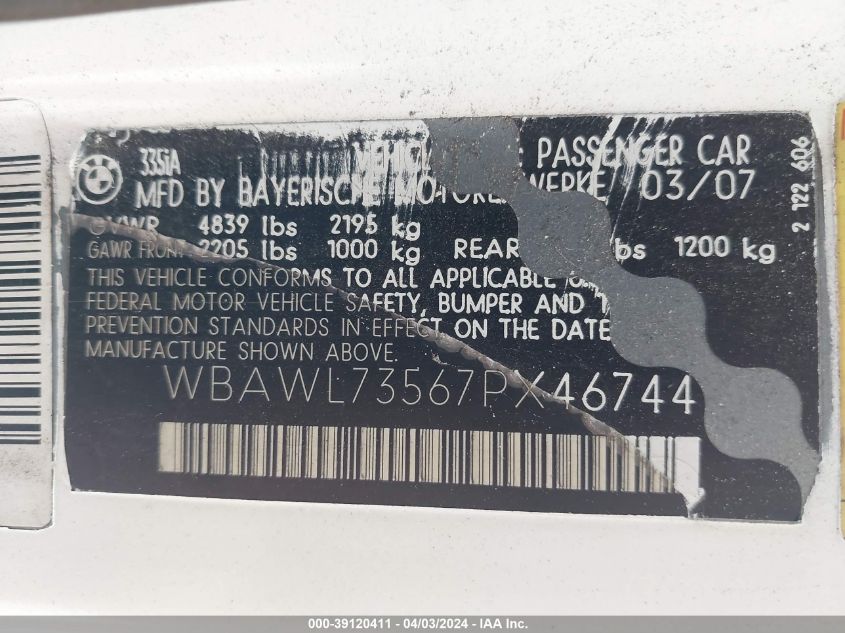 BMW
335iA
PASSENGER CAR
MFD BY BAYERISCHE 03/07
GVWR 4839 lbs 2195 kg
GAWR FRONT 2205 lbs 1000 kg REAR lbs 1200 kg
THIS VEHICLE CONFORMS TO ALL APPLICABLE
FEDERAL MOTOR VEHICLE SAFETY, BUMPER AND
PREVENTION STANDARDS IN EFFECT ON THE DATE
MANUFACTURE SHOWN ABOVE.
WBAWL73567PX46744
2 122 606
000-39120411 - 04/03/2024 - IAA Inc.